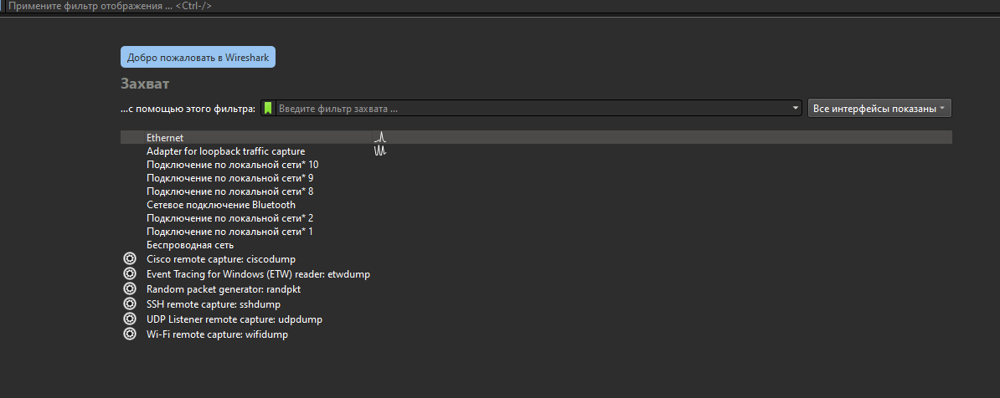 Примените фильтр отображения ... <Ctrl-/>
Добро пожаловать в Wireshark
Захват
...с помощью этого фильтра: Введите фильтр захвата ... Все интерфейсы показаны
Ethernet
Adapter for loopback traffic capture
Подключение по локальной сети* 10
Подключение по локальной сети* 9
Подключение по локальной сети* 8
Сетевое подключение Bluetooth
Подключение по локальной сети* 2
Подключение по локальной сети* 1
Беспроводная сеть
Cisco remote capture: ciscodump
Event Tracing for Windows (ETW) reader: etwdump
Random packet generator: randpkt
SSH remote capture: sshdump
UDP Listener remote capture: udpdump
Wi-Fi remote capture: wifidump